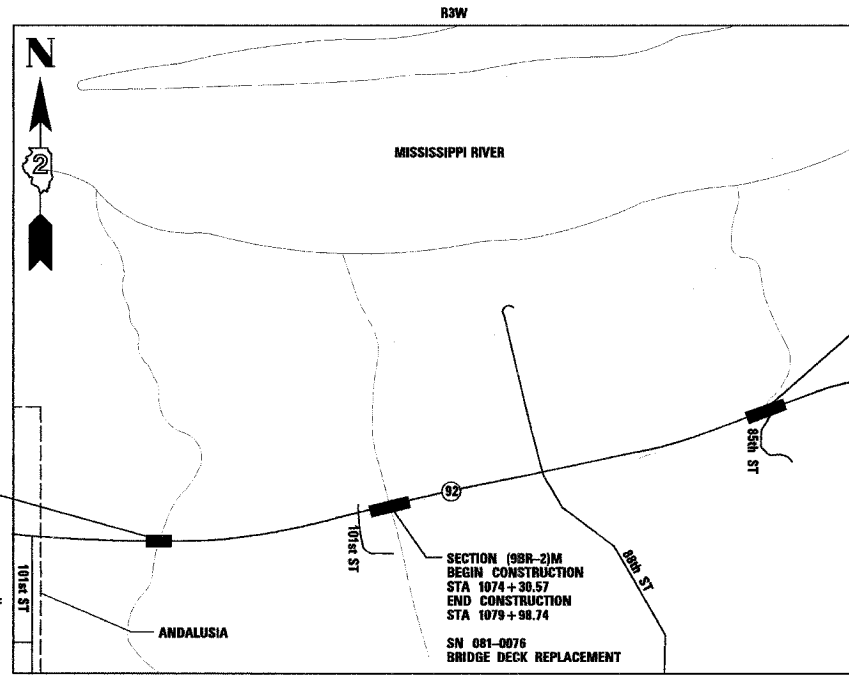 R3W
N
2
MISSISSIPPI RIVER
85th ST
92
101st ST
SECTION (9BR-2)M
BEGIN CONSTRUCTION
STA 1074+30.57
END CONSTRUCTION
STA 1079+98.74
SN 081-0076
BRIDGE DECK REPLACEMENT
88th ST
101st ST
ANDALUSIA